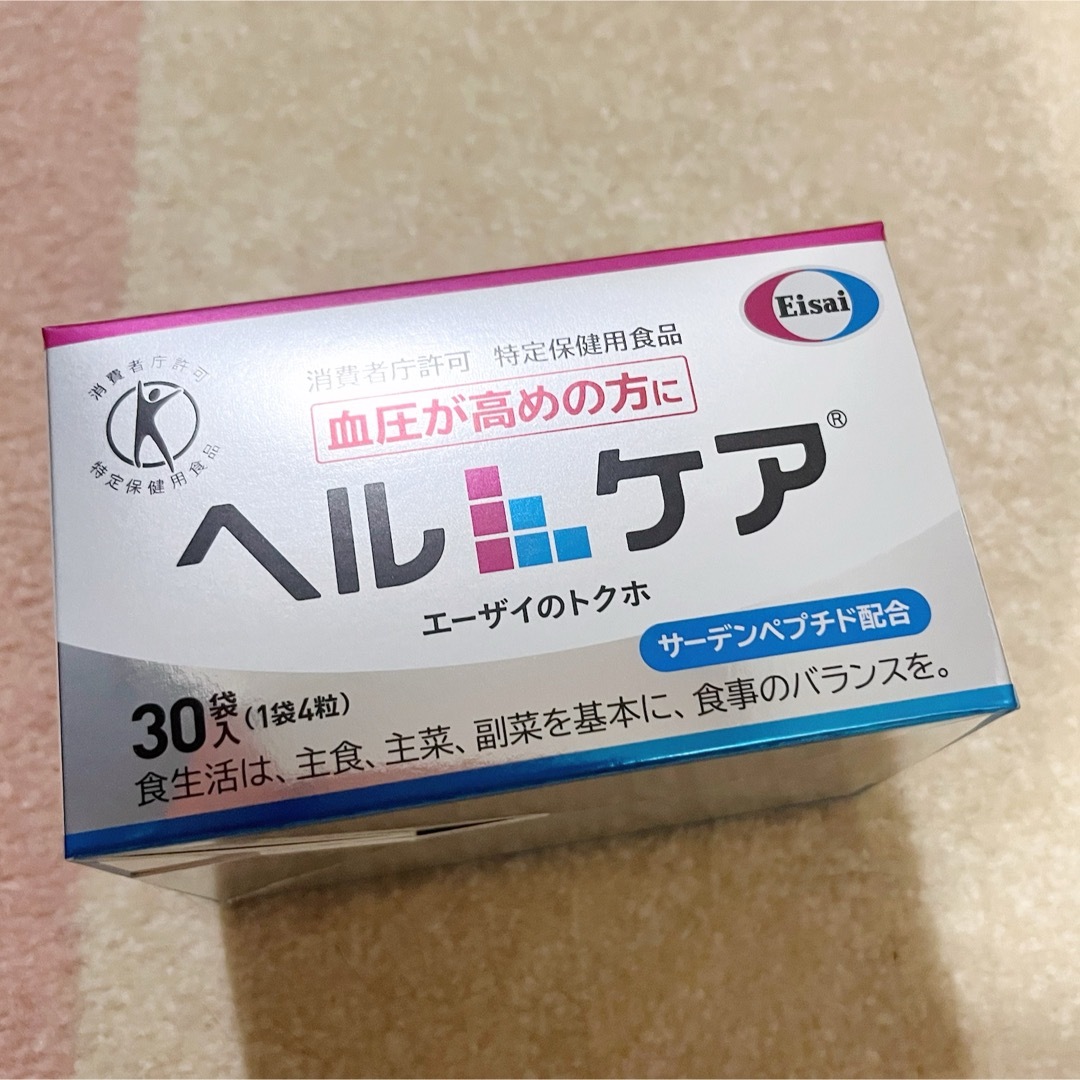 Eisai
消費者庁許可
特定保健用食品
消費者庁許可 特定保健用食品
血圧が高めの方に
ヘルケア®
エーザイのトクホ
サーデンペプチド配合
30袋入(1袋4粒)
食生活は、主食、主菜、副菜を基本に、食事のバランスを。